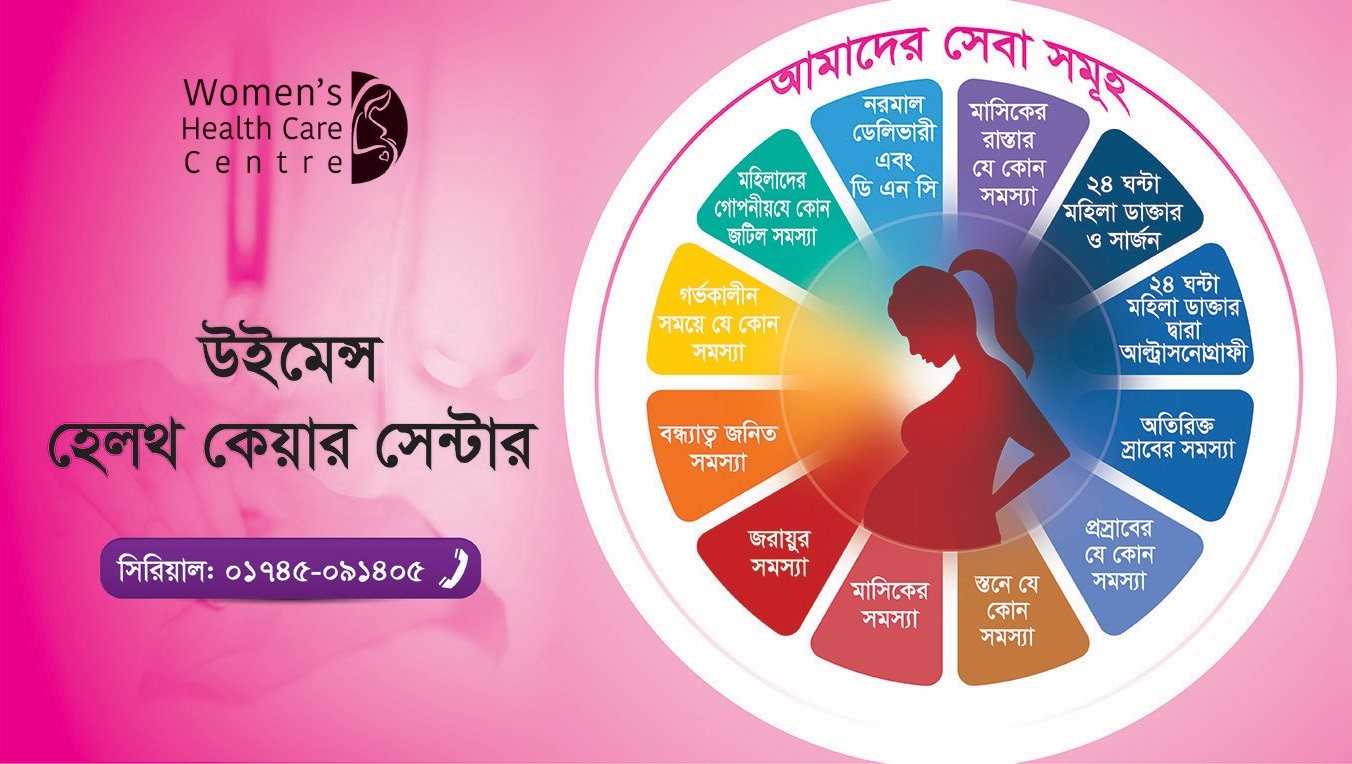 Women's
Health Care
Centre
উইমেন্স
হেলথ কেয়ার সেন্টার
সিরিয়াল: ০১৭৪৫-০৯১৪০৫
আমাদের সেবা সমূহ
নরমাল
ডেলিভারী
এবং
ডি এন সি
মাসিকের
রাস্তার
যে কোন
সমস্যা
২৪ ঘন্টা
মহিলা ডাক্তার
ও সার্জন
২৪ ঘন্টা
মহিলা ডাক্তার
দ্বারা
আল্ট্রাসনোগ্রাফী
অতিরিক্ত
স্রাবের সমস্যা
প্রস্রাবের
যে কোন
সমস্যা
স্তনে যে
কোন
সমস্যা
মাসিকের
সমস্যা
জরায়ুর
সমস্যা
বন্ধ্যাত্ব জনিত
সমস্যা
গর্ভকালীন
সময়ে যে কোন
সমস্যা
মহিলাদের
গোপনীয়যে কোন
জটিল সমস্যা